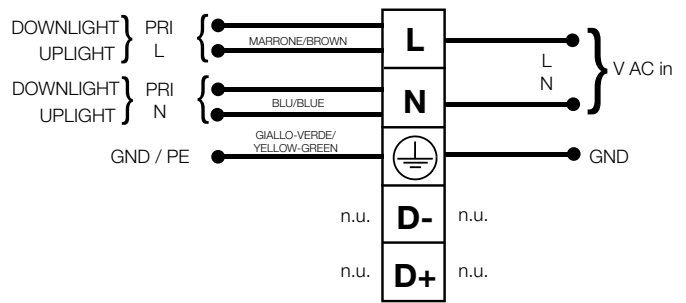 DOWNLIGHT } PRI {
UPLIGHT } L {
MARRONE/BROWN
L
L
N
} V AC in
DOWNLIGHT } PRI {
UPLIGHT } N {
BLU/BLUE
N
GIALLO-VERDE/
YELLOW-GREEN
GND / PE
GND
n.u. D- n.u.
n.u. D+ n.u.